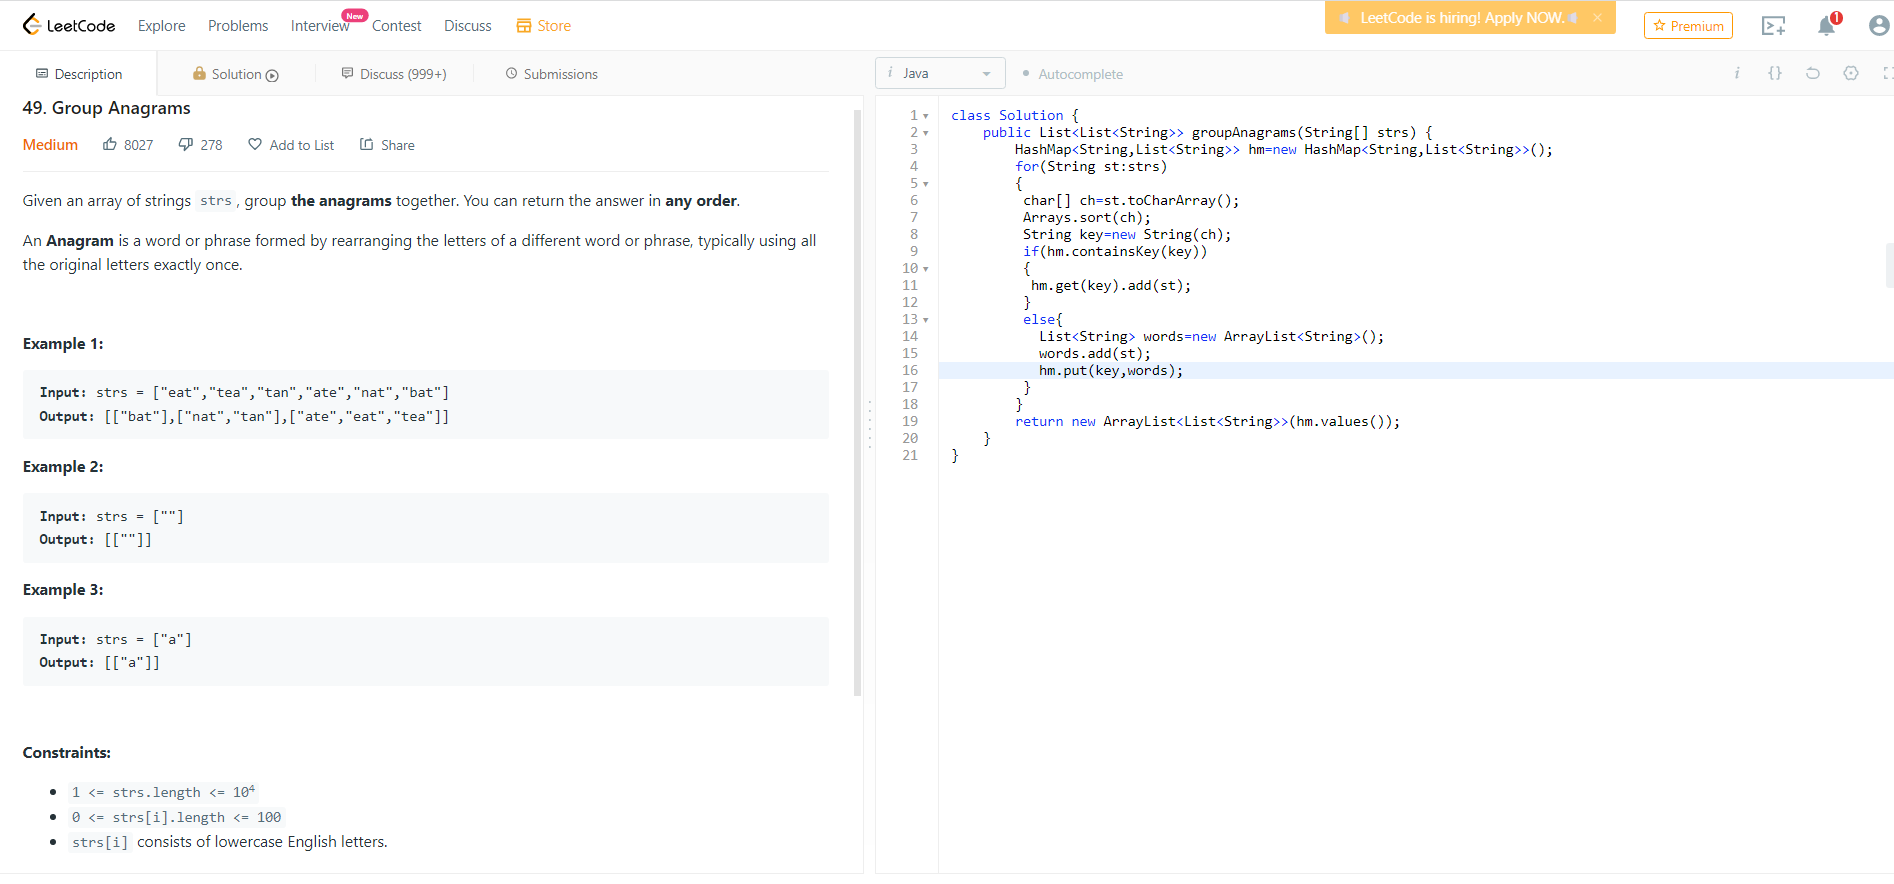 LeetCode Explore Problems Interview New Contest Discuss Store LeetCode is hiring! Apply NOW. × Premium 1
Description Solution Discuss (999+) Submissions
49. Group Anagrams
Medium 8027 278 Add to List Share
Given an array of strings strs, group the anagrams together. You can return the answer in any order.
An Anagram is a word or phrase formed by rearranging the letters of a different word or phrase, typically using all
the original letters exactly once.
Example 1:
Input: strs = ["eat","tea","tan","ate","nat","bat"]
Output: [["bat"],["nat","tan"],["ate","eat","tea"]]
Example 2:
Input: strs = [""]
Output: [[""]]
Example 3:
Input: strs = ["a"]
Output: [["a"]]
Constraints:
• 1 <= strs.length <= 10⁴
• 0 <= strs[i].length <= 100
• strs[i] consists of lowercase English letters.
i Java • Autocomplete i {}
1 class Solution {
2 public List<List<String>> groupAnagrams(String[] strs) {
3 HashMap<String,List<String>> hm=new HashMap<String,List<String>>();
4 for(String st:strs)
5 {
6 char[] ch=st.toCharArray();
7 Arrays.sort(ch);
8 String key=new String(ch);
9 if(hm.containsKey(key))
10 {
11 hm.get(key).add(st);
12 }
13 else{
14 List<String> words=new ArrayList<String>();
15 words.add(st);
16 hm.put(key,words);
17 }
18 }
19 return new ArrayList<List<String>>(hm.values());
20 }
21 }